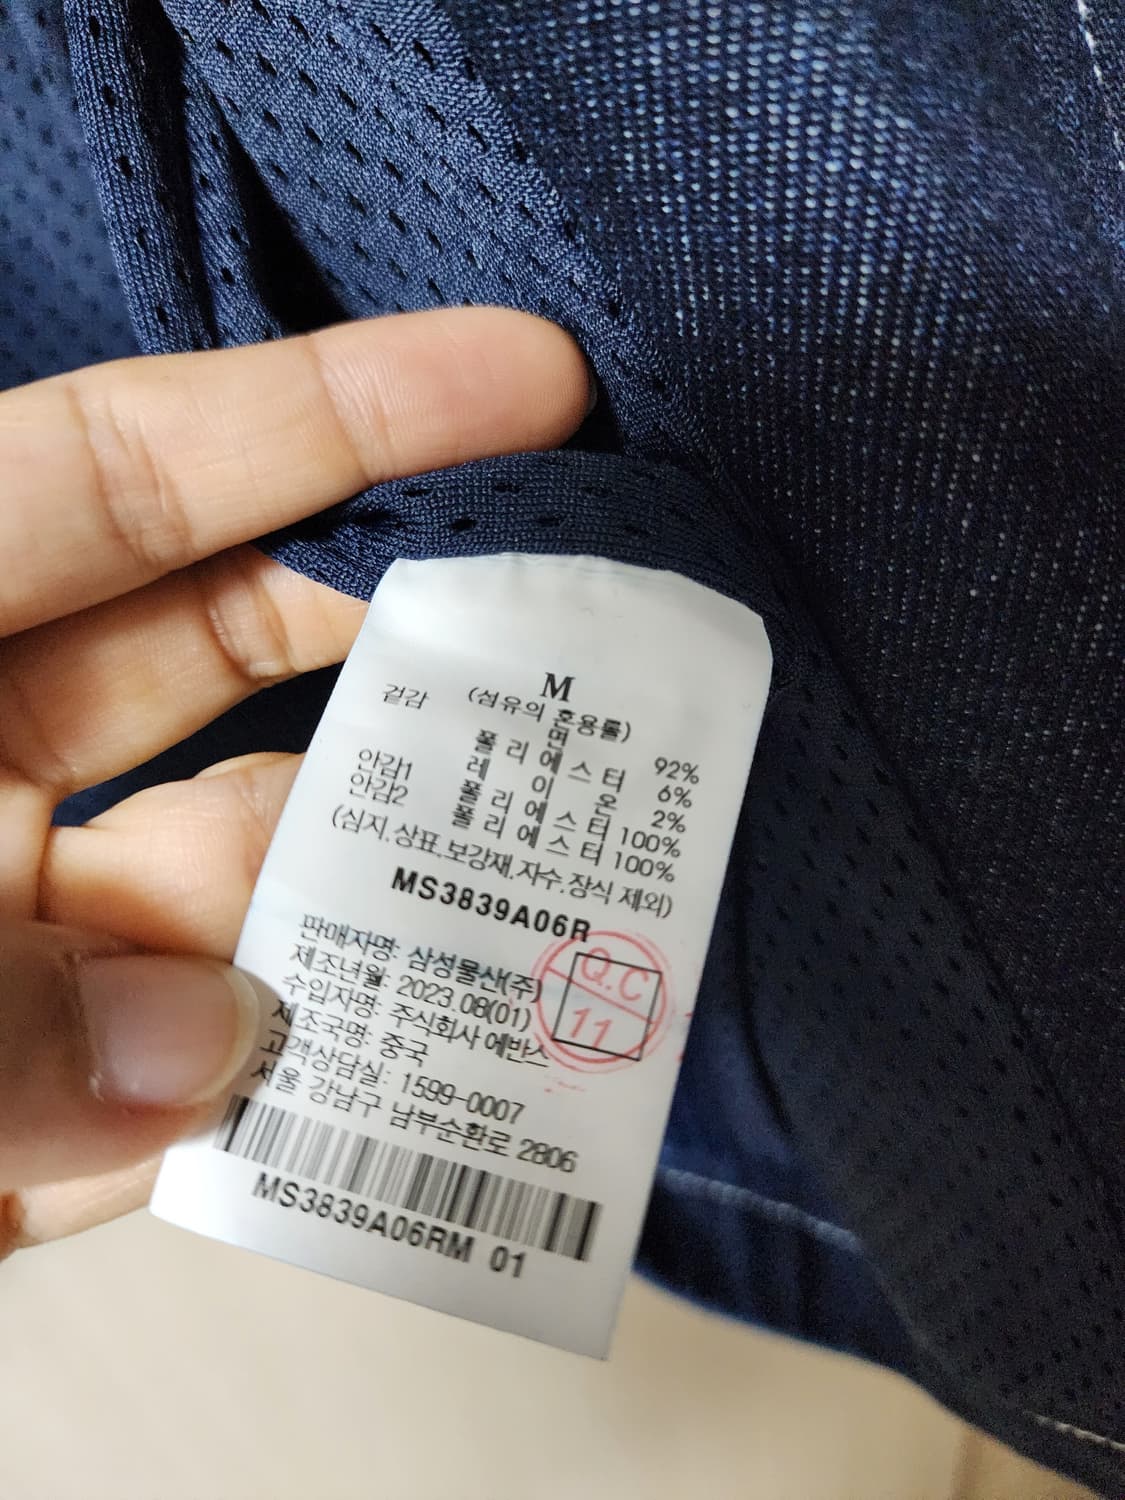 M
(섬유의 혼용률)
겉감 면 92%
폴리에스터 6%
레이온 2%
안감1 폴리에스터 100%
안감2 폴리에스터 100%
(심지,상표,보강재,자수,장식 제외)
MS3839A06R
판매자명: 삼성물산(주)
제조년월: 2023.08(01)
수입자명: 주식회사 에반스
제조국명: 중국
고객상담실: 1599-0007
서울 강남구 남부순환로 2806
Q.C
11
MS3839A06RM 01